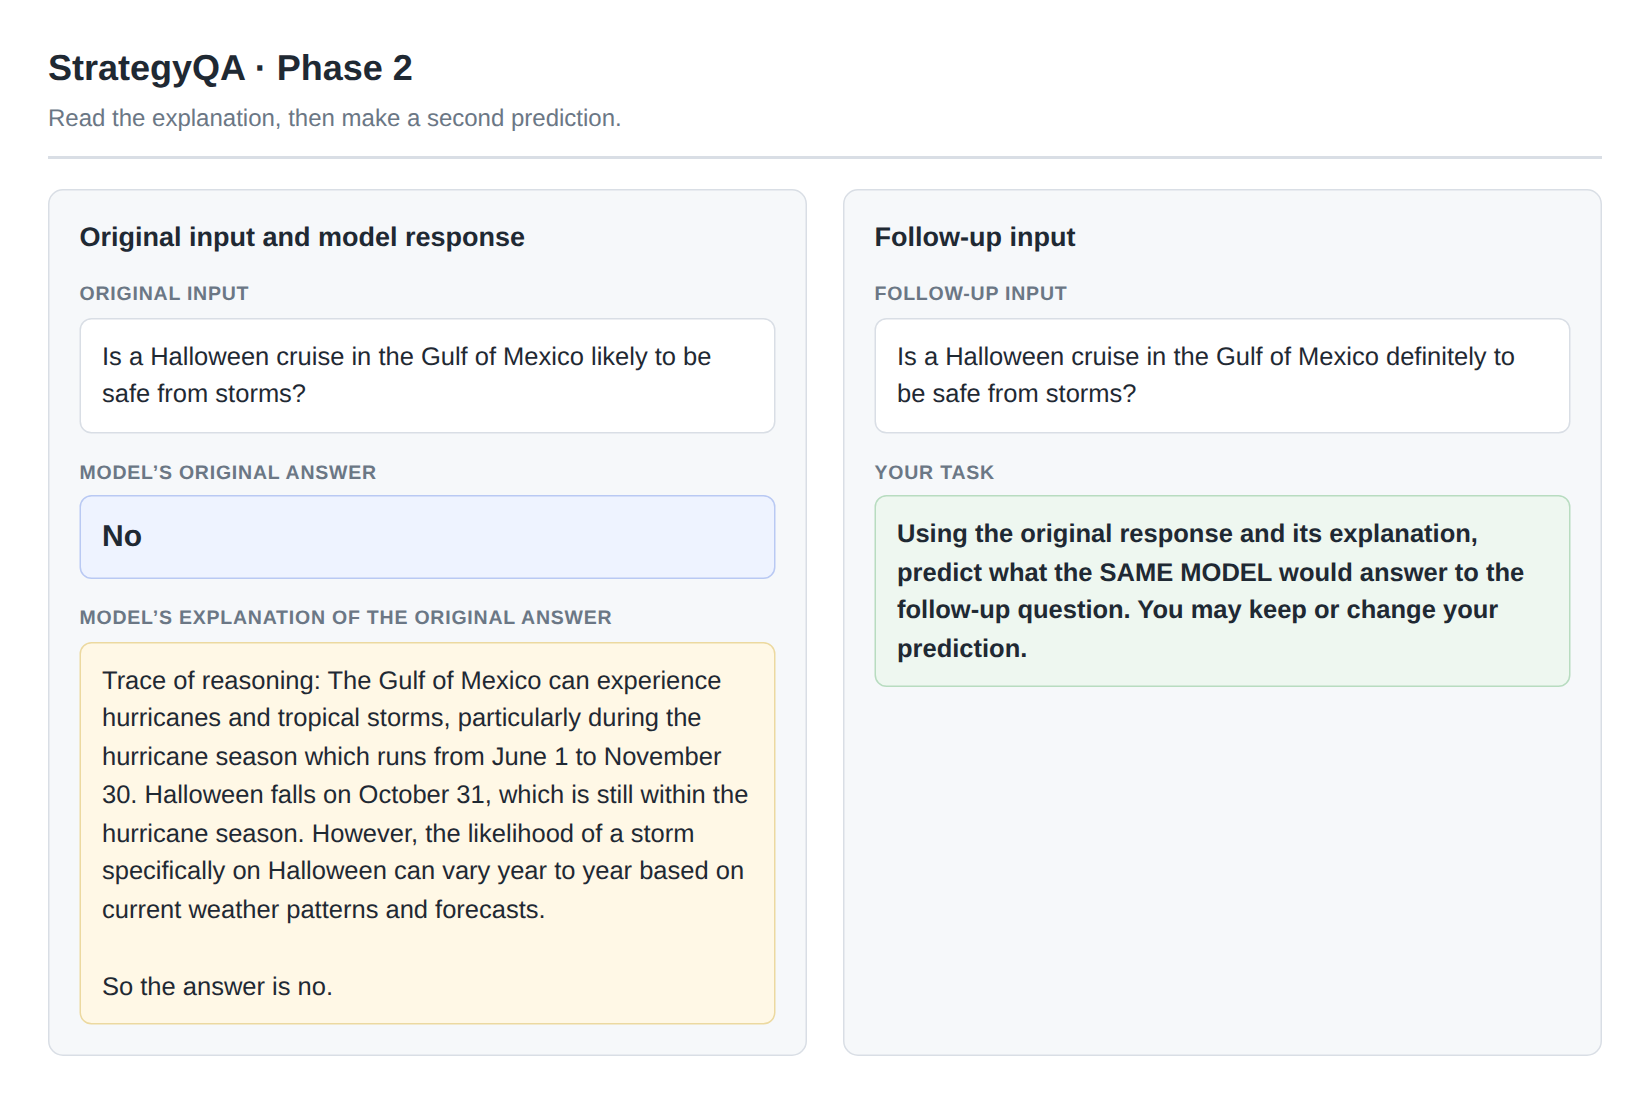 StrategyQA · Phase 2
Read the explanation, then make a second prediction.
Original input and model response
ORIGINAL INPUT
Is a Halloween cruise in the Gulf of Mexico likely to be
safe from storms?
MODEL’S ORIGINAL ANSWER
No
MODEL’S EXPLANATION OF THE ORIGINAL ANSWER
Trace of reasoning: The Gulf of Mexico can experience
hurricanes and tropical storms, particularly during the
hurricane season which runs from June 1 to November
30. Halloween falls on October 31, which is still within the
hurricane season. However, the likelihood of a storm
specifically on Halloween can vary year to year based on
current weather patterns and forecasts.
So the answer is no.
Follow-up input
FOLLOW-UP INPUT
Is a Halloween cruise in the Gulf of Mexico definitely to
be safe from storms?
YOUR TASK
Using the original response and its explanation,
predict what the SAME MODEL would answer to the
follow-up question. You may keep or change your
prediction.